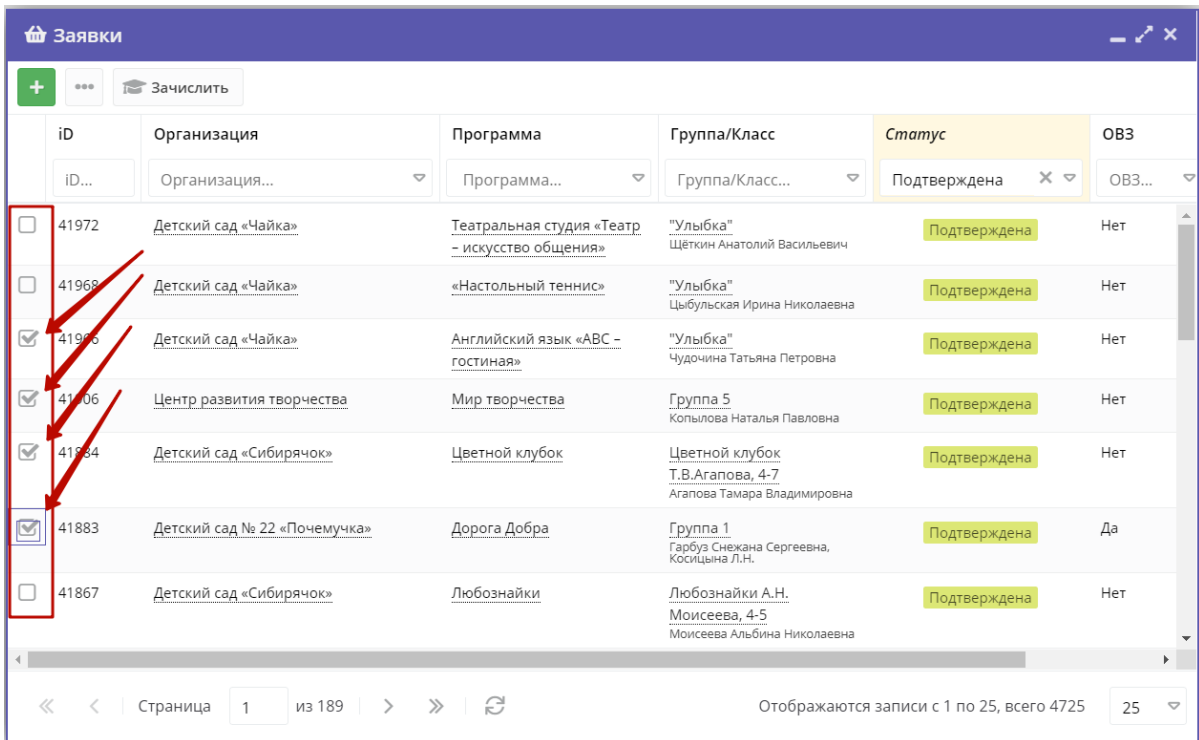 Заявки
+ ••• Зачислить
iD Организация Программа Группа/Класс Статус ОВЗ
iD... Организация... Программа... Группа/Класс... Подтверждена ОВЗ...
41972 Детский сад «Чайка» Театральная студия «Театр "Улыбка" Подтверждена Нет
– искусство общения» Щёткин Анатолий Васильевич
41968 Детский сад «Чайка» «Настольный теннис» "Улыбка" Подтверждена Нет
Цыбульская Ирина Николаевна
41966 Детский сад «Чайка» Английский язык «АВС – "Улыбка" Подтверждена Нет
гостиная» Чудочина Татьяна Петровна
41906 Центр развития творчества Мир творчества Группа 5 Подтверждена Нет
Копылова Наталья Павловна
41884 Детский сад «Сибирячок» Цветной клубок Цветной клубок Подтверждена Нет
Т.В.Агапова, 4-7
Агапова Тамара Владимировна
41883 Детский сад № 22 «Почемучка» Дорога Добра Группа 1 Подтверждена Да
Гарбуз Снежана Сергеевна,
Косицына Л.Н.
41867 Детский сад «Сибирячок» Любознайки Любознайки А.Н. Подтверждена Нет
Моисеева, 4-5
Моисеева Альбина Николаевна
Страница 1 из 189 Отображаются записи с 1 по 25, всего 4725 25